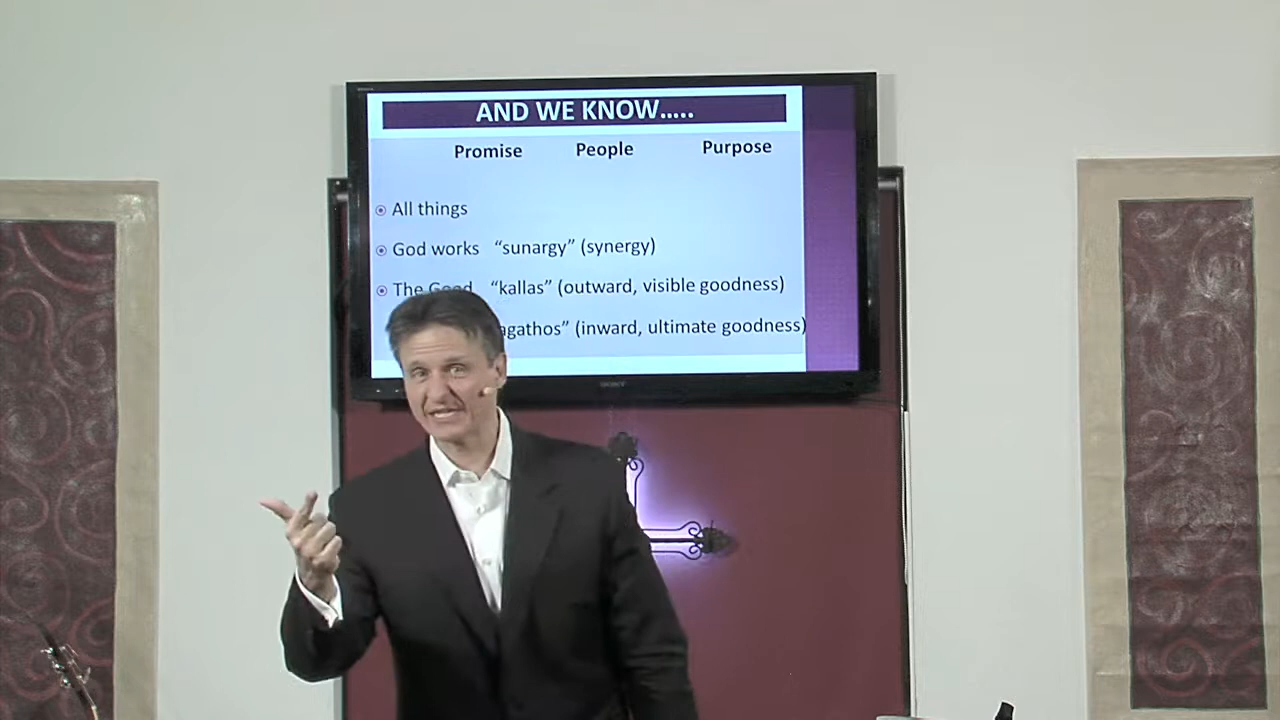 AND WE KNOW.....
Promise People Purpose
All things
God works “sunargy” (synergy)
The Good “kallas” (outward, visible goodness)
agathos” (inward, ultimate goodness)
SONY